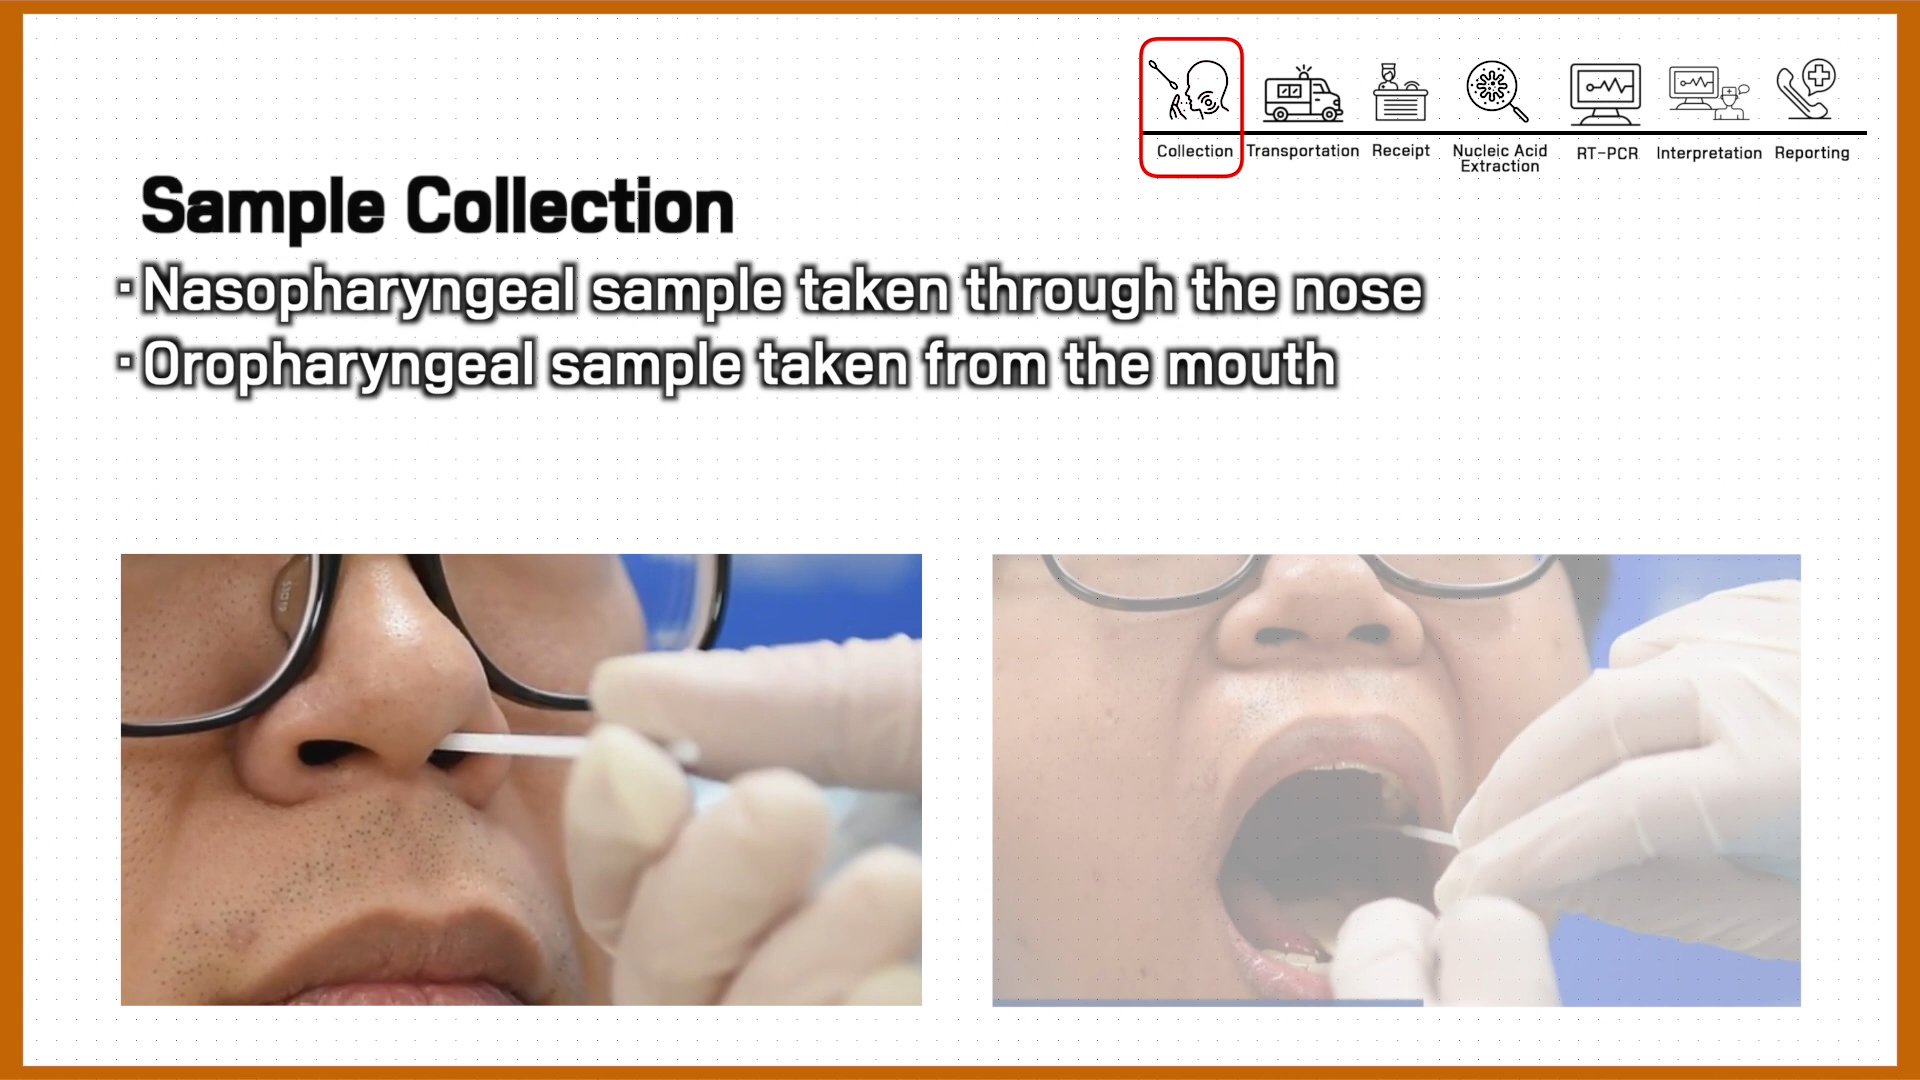 Collection Transportation Receipt Nucleic Acid Extraction RT-PCR Interpretation Reporting
Sample Collection
· Nasopharyngeal sample taken through the nose
· Oropharyngeal sample taken from the mouth